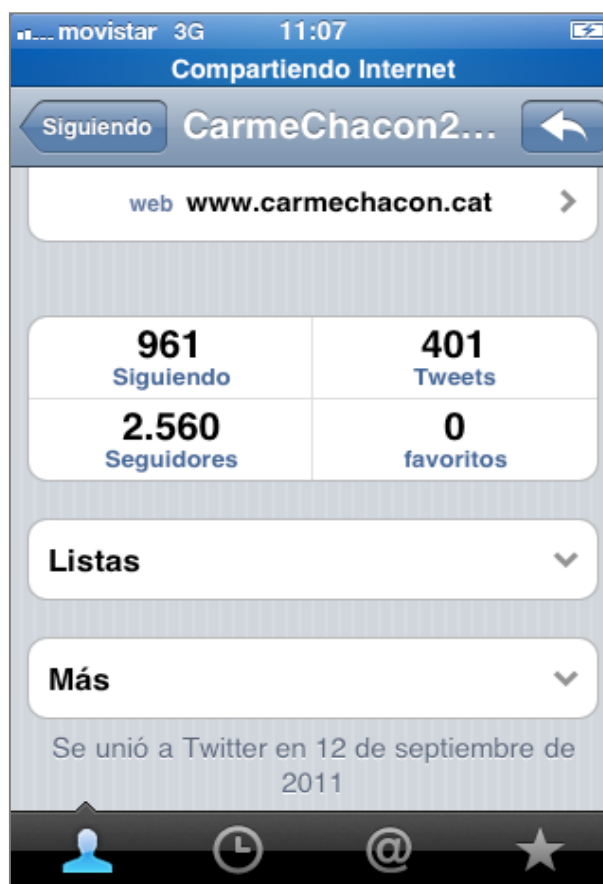 movistar 3G 11:07
Compartiendo Internet
Siguiendo CarmeChacon2...
web www.carmechacon.cat
961 401
Siguiendo Tweets
2.560 0
Seguidores favoritos
Listas
Más
Se unió a Twitter en 12 de septiembre de
2011
@